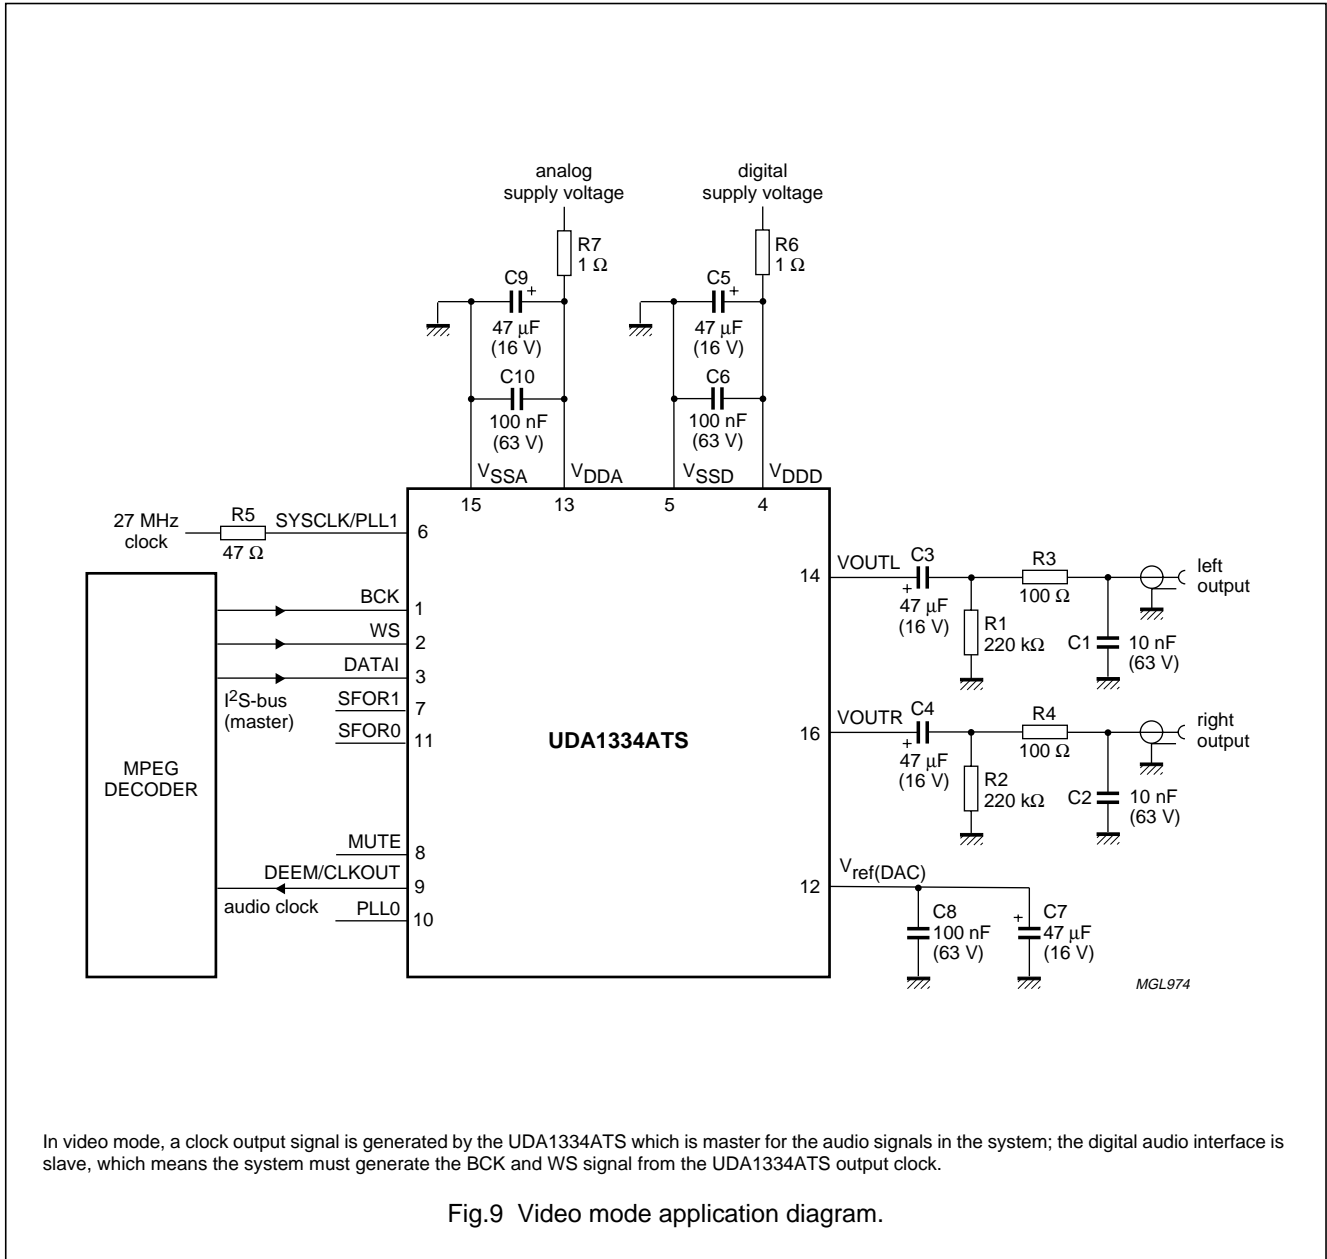 analog
supply voltage
digital
supply voltage
R7
1 Ω
R6
1 Ω
C9
+
47 μF
(16 V)
C5
+
47 μF
(16 V)
C10
100 nF
(63 V)
C6
100 nF
(63 V)
VSSA
VDDA
VSSD
VDDD
15
13
5
4
27 MHz
clock
R5
47 Ω
SYSCLK/PLL1
6
BCK
1
WS
2
DATAI
3
I2S-bus
(master)
SFOR1
7
SFOR0
11
MPEG
DECODER
MUTE
8
DEEM/CLKOUT
9
audio clock
PLL0
10
UDA1334ATS
14
VOUTL
C3
+
47 μF
(16 V)
R3
100 Ω
left
output
R1
220 kΩ
C1
10 nF
(63 V)
16
VOUTR
C4
+
47 μF
(16 V)
R4
100 Ω
right
output
R2
220 kΩ
C2
10 nF
(63 V)
12
Vref(DAC)
C8
100 nF
(63 V)
+
C7
47 μF
(16 V)
MGL974
In video mode, a clock output signal is generated by the UDA1334ATS which is master for the audio signals in the system; the digital audio interface is
slave, which means the system must generate the BCK and WS signal from the UDA1334ATS output clock.
Fig.9 Video mode application diagram.